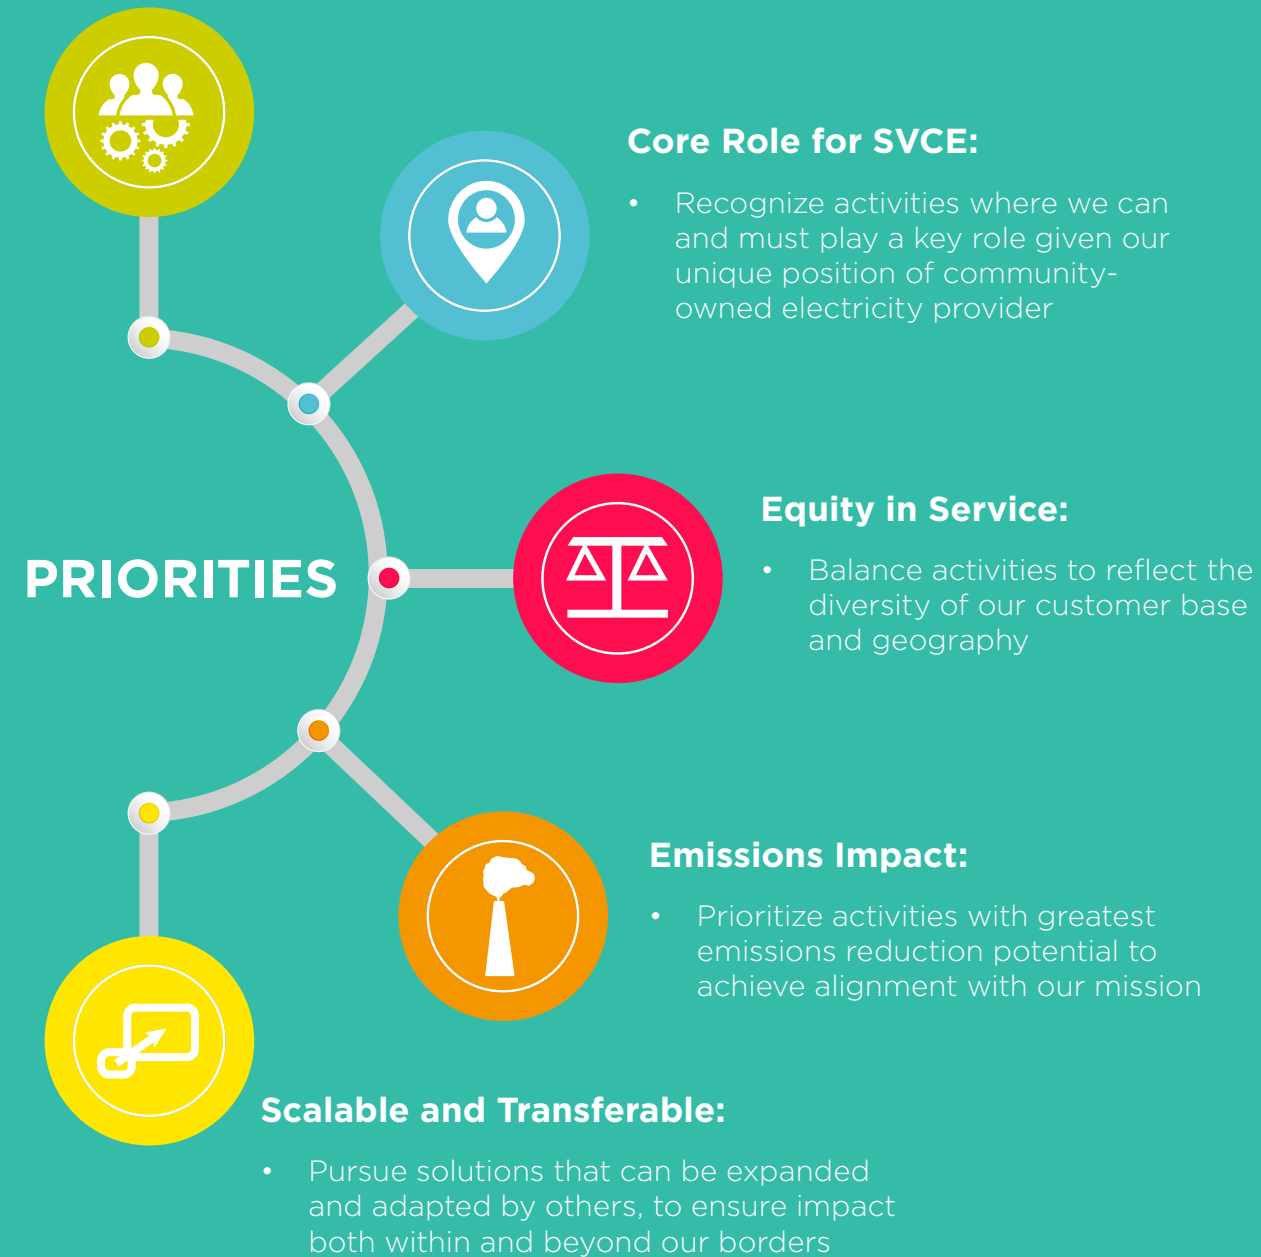 Core Role for SVCE:
• Recognize activities where we can
and must play a key role given our
unique position of community-
owned electricity provider
Equity in Service:
PRIORITIES
• Balance activities to reflect the
diversity of our customer base
and geography
Emissions Impact:
• Prioritize activities with greatest
emissions reduction potential to
achieve alignment with our mission
Scalable and Transferable:
• Pursue solutions that can be expanded
and adapted by others, to ensure impact
both within and beyond our borders